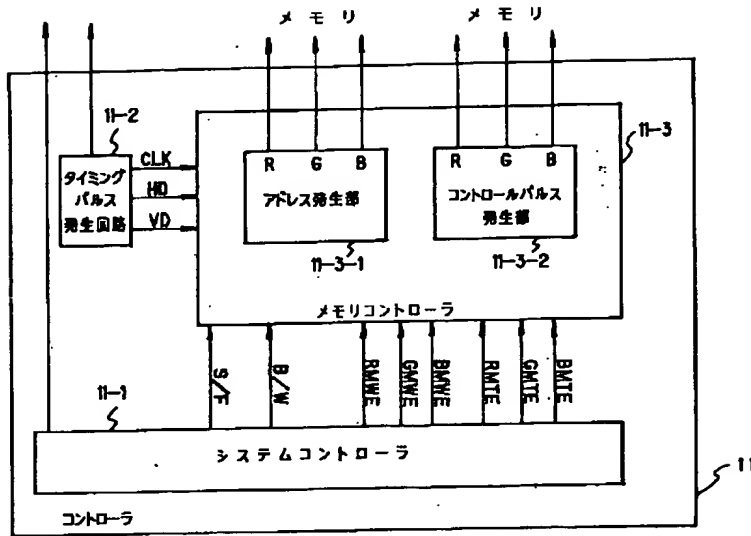 メモリ メモリ
11-2
CLK
HD
VD
タイミング
パルス
発生回路
R G B
アドレス発生部
11-3-1
R G B
コントロールパルス
発生部
11-3-2
11-3
メモリコントローラ
S/F
B/W
RMWE
GMWE
BMWE
RMTE
GMTE
BMTE
11-1
システムコントローラ
コントローラ
11